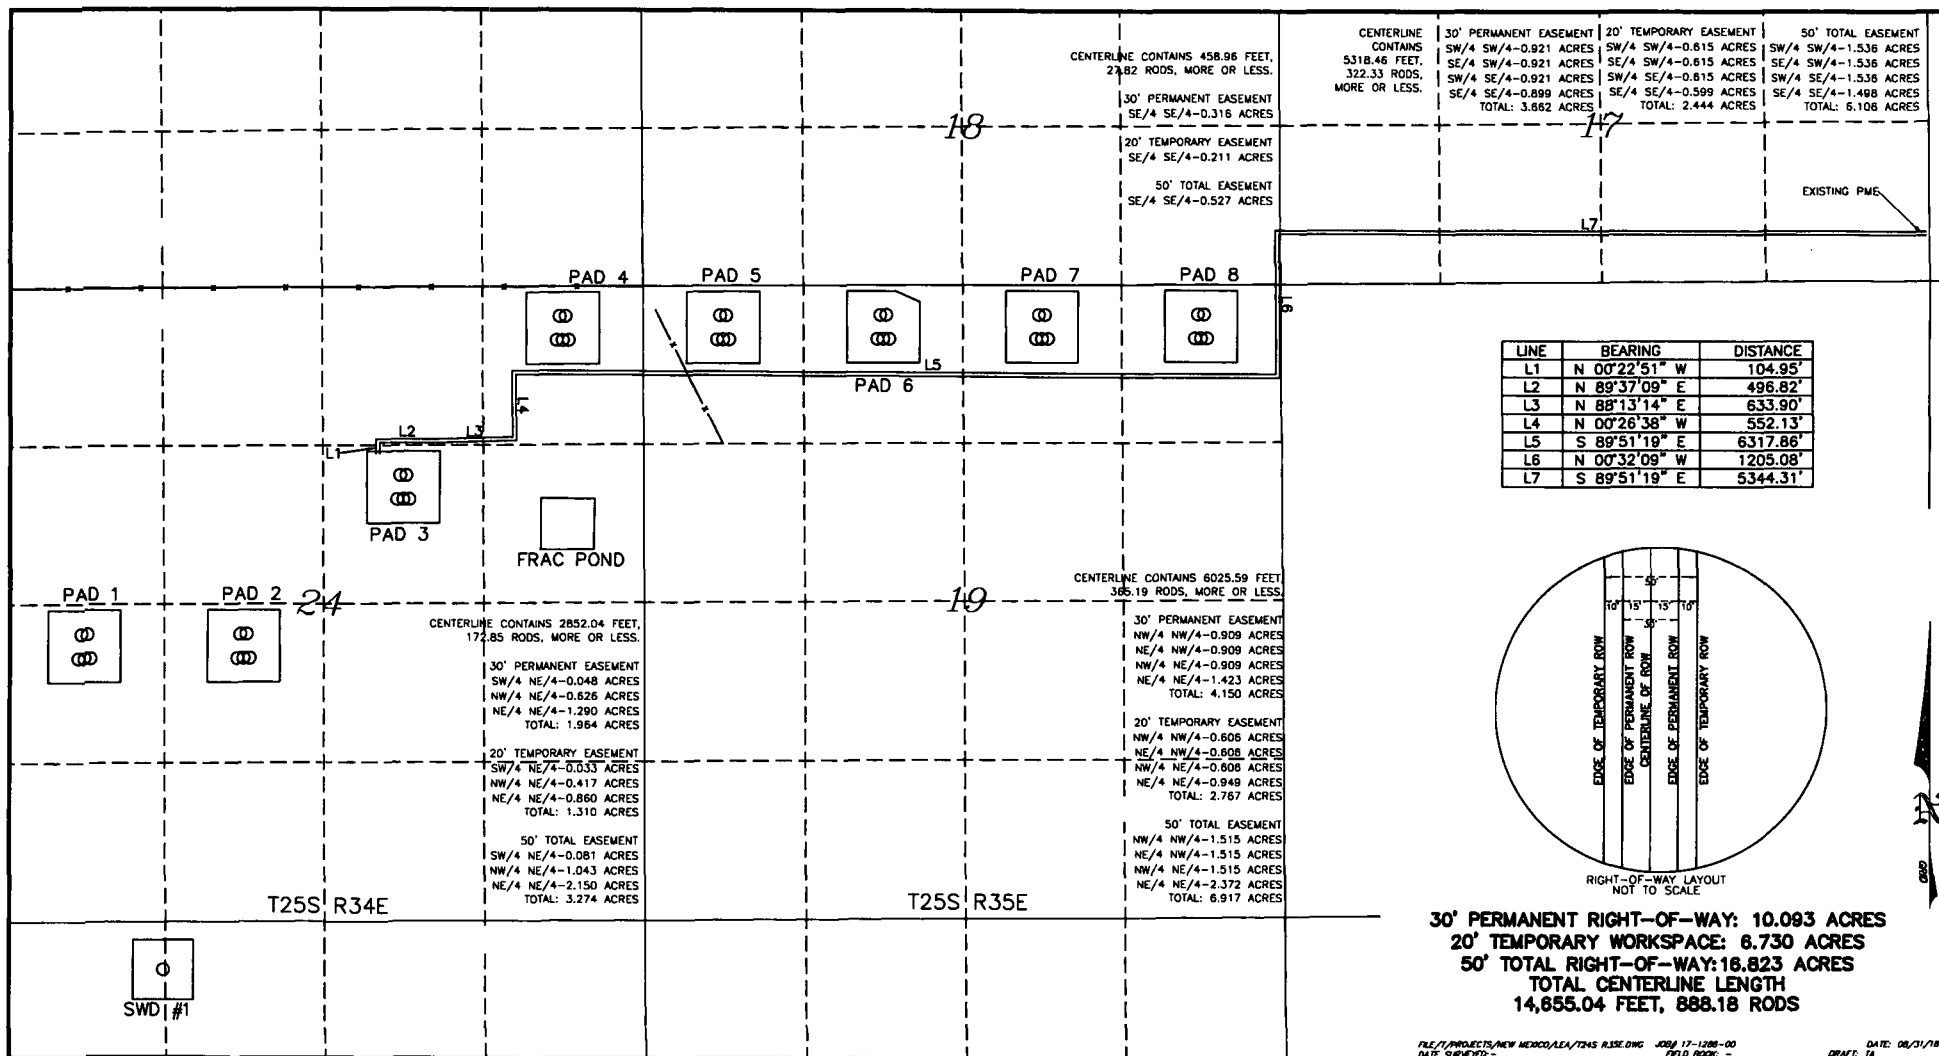 CENTERLINE CONTAINS 458.96 FEET,
27.82 RODS, MORE OR LESS.
30' PERMANENT EASEMENT
SE/4 SE/4-0.316 ACRES
20' TEMPORARY EASEMENT
SE/4 SE/4-0.211 ACRES
50' TOTAL EASEMENT
SE/4 SE/4-0.527 ACRES
CENTERLINE
CONTAINS
5318.46 FEET,
322.33 RODS,
MORE OR LESS.
30' PERMANENT EASEMENT
SW/4 SW/4-0.921 ACRES
SE/4 SW/4-0.921 ACRES
SW/4 SE/4-0.921 ACRES
SE/4 SE/4-0.899 ACRES
TOTAL: 3.662 ACRES
20' TEMPORARY EASEMENT
SW/4 SW/4-0.615 ACRES
SE/4 SW/4-0.615 ACRES
SW/4 SE/4-0.615 ACRES
SE/4 SE/4-0.599 ACRES
TOTAL: 2.444 ACRES
50' TOTAL EASEMENT
SW/4 SW/4-1.536 ACRES
SE/4 SW/4-1.536 ACRES
SW/4 SE/4-1.536 ACRES
SE/4 SE/4-1.498 ACRES
TOTAL: 6.106 ACRES
18
17
EXISTING PME
L7
PAD 4
PAD 5
PAD 7
PAD 8
L6
L5
PAD 6
L4
L2
L3
L1
PAD 3
FRAC POND
LINE BEARING DISTANCE
L1 N 00°22'51" W 104.95'
L2 N 89°37'09" E 496.82'
L3 N 88°13'14" E 633.90'
L4 N 00°26'38" W 552.13'
L5 S 89°51'19" E 6317.86'
L6 N 00°32'09" W 1205.08'
L7 S 89°51'19" E 5344.31'
PAD 1
PAD 2
24
19
CENTERLINE CONTAINS 2852.04 FEET,
172.85 RODS, MORE OR LESS.
30' PERMANENT EASEMENT
SW/4 NE/4-0.048 ACRES
NW/4 NE/4-0.626 ACRES
NE/4 NE/4-1.290 ACRES
TOTAL: 1.964 ACRES
20' TEMPORARY EASEMENT
SW/4 NE/4-0.033 ACRES
NW/4 NE/4-0.417 ACRES
NE/4 NE/4-0.860 ACRES
TOTAL: 1.310 ACRES
50' TOTAL EASEMENT
SW/4 NE/4-0.081 ACRES
NW/4 NE/4-1.043 ACRES
NE/4 NE/4-2.150 ACRES
TOTAL: 3.274 ACRES
CENTERLINE CONTAINS 6025.59 FEET,
365.19 RODS, MORE OR LESS.
30' PERMANENT EASEMENT
NW/4 NW/4-0.909 ACRES
NE/4 NW/4-0.909 ACRES
NW/4 NE/4-0.909 ACRES
NE/4 NE/4-1.423 ACRES
TOTAL: 4.150 ACRES
20' TEMPORARY EASEMENT
NW/4 NW/4-0.606 ACRES
NE/4 NW/4-0.606 ACRES
NW/4 NE/4-0.606 ACRES
NE/4 NE/4-0.949 ACRES
TOTAL: 2.767 ACRES
50' TOTAL EASEMENT
NW/4 NW/4-1.515 ACRES
NE/4 NW/4-1.515 ACRES
NW/4 NE/4-1.515 ACRES
NE/4 NE/4-2.372 ACRES
TOTAL: 6.917 ACRES
50'
10' 15' 15' 10'
30'
EDGE OF TEMPORARY ROW
EDGE OF PERMANENT ROW
CENTERLINE OF ROW
EDGE OF PERMANENT ROW
EDGE OF TEMPORARY ROW
RIGHT-OF-WAY LAYOUT
NOT TO SCALE
GRID
T25S R34E
T25S R35E
SWD #1
30' PERMANENT RIGHT-OF-WAY: 10.093 ACRES
20' TEMPORARY WORKSPACE: 6.730 ACRES
50' TOTAL RIGHT-OF-WAY: 16.823 ACRES
TOTAL CENTERLINE LENGTH
14,655.04 FEET, 888.18 RODS
FILE/T/PROJECTS/NEW MEXICO/LEA/T24S R35E.DWG JOB# 17-1288-00 DATE: 08/31/18
DATE SURVEYED: - FIELD BOOK: - DRAFT: TA